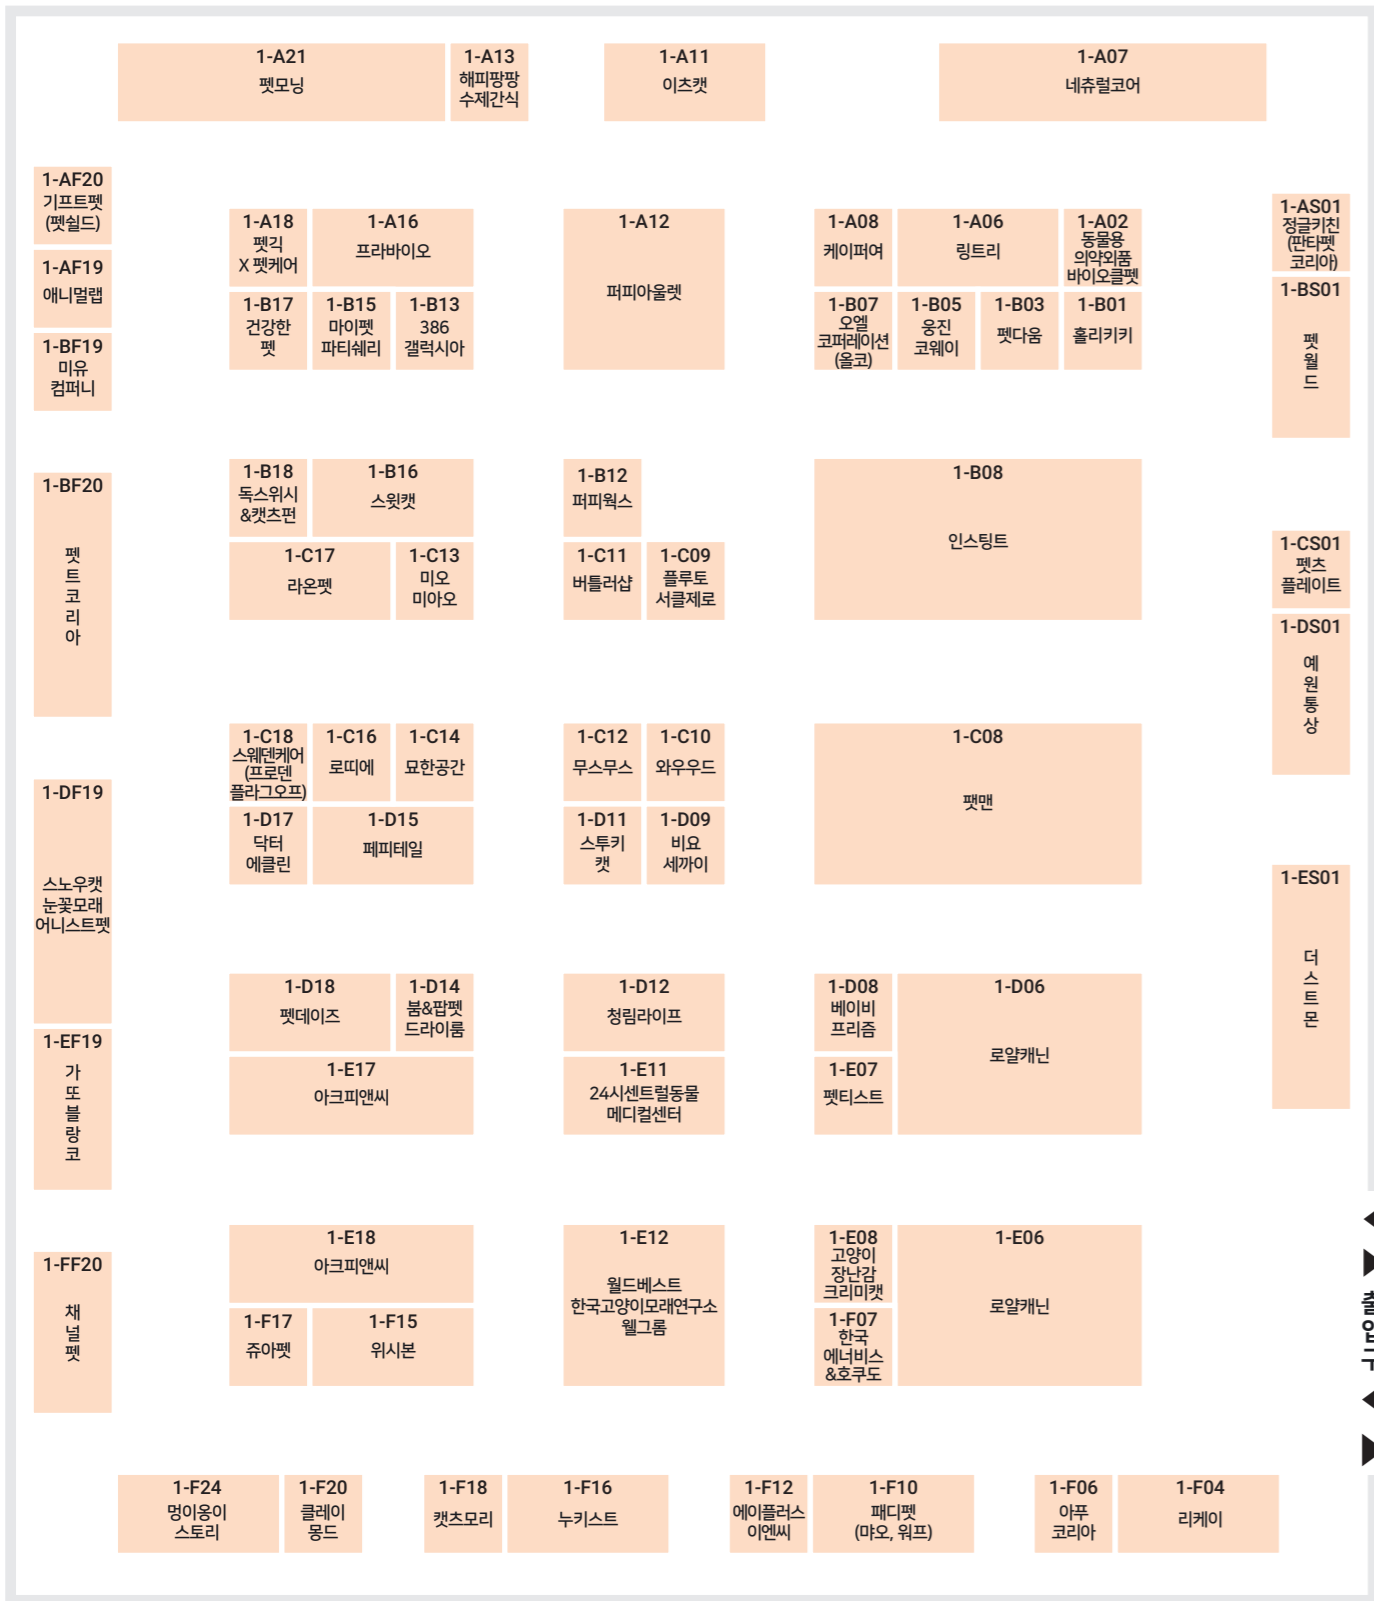 1-A21
펫모닝
1-A13
해피팡팡
수제간식
1-A11
이츠캣
1-A07
네츄럴코어
1-AF20
기프트펫
(펫쉴드)
1-AF19
애니멀랩
1-BF19
미유
컴퍼니
1-A18
펫긱
X 펫케어
1-A16
프라바이오
1-B17
건강한
펫
1-B15
마이펫
파티쉐리
1-B13
386
갤럭시아
1-A12
퍼피아울렛
1-A08
케이퍼여
1-A06
링트리
1-A02
동물용
의약외품
바이오클펫
1-B07
오엘
코퍼레이션
(올코)
1-B05
웅진
코웨이
1-B03
펫다움
1-B01
홀리키키
1-AS01
정글키친
(판타펫
코리아)
1-BS01
펫
월
드
1-BF20
펫
트
코
리
아
1-B18
독스위시
&캣츠펀
1-B16
스윗캣
1-C17
라온펫
1-C13
미오
미아오
1-B12
퍼피웍스
1-C11
버틀러샵
1-C09
플루토
서클제로
1-B08
인스팅트
1-CS01
펫츠
플레이트
1-DS01
예
원
통
상
1-DF19
스노우캣
눈꽃모래
어니스트펫
1-C18
스웨덴케어
(프로덴
플라그오프)
1-C16
로띠에
1-C14
묘한공간
1-D17
닥터
에클린
1-D15
페피테일
1-C12
무스무스
1-C10
와우우드
1-D11
스투키
캣
1-D09
비요
세까이
1-C08
팻맨
1-ES01
더
스
트
몬
1-EF19
가
또
블
랑
코
1-D18
펫데이즈
1-D14
붐&팝펫
드라이룸
1-E17
아크피앤씨
1-D12
청림라이프
1-E11
24시센트럴동물
메디컬센터
1-D08
베이비
프리즘
1-E07
펫티스트
1-D06
로얄캐닌
1-FF20
채
널
펫
1-E18
아크피앤씨
1-F17
쥬아펫
1-F15
위시본
1-E12
월드베스트
한국고양이모래연구소
웰그룸
1-E08
고양이
장난감
크리미캣
1-F07
한국
에너비스
&호쿠도
1-E06
로얄캐닌
출입구
1-F24
멍이옹이
스토리
1-F20
클레이
몽드
1-F18
캣츠모리
1-F16
누키스트
1-F12
에이플러스
이엔씨
1-F10
패디펫
(먀오, 워프)
1-F06
아푸
코리아
1-F04
리케이